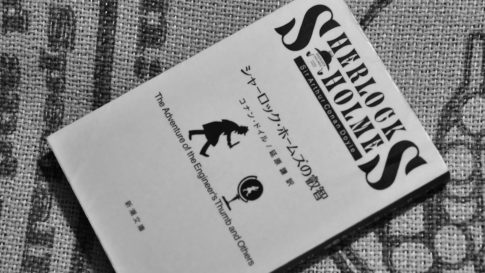 SHERLOCK
HOLMES
Sir Arthur Conan Doyle
シャーロック・ホームズの叡智
コナン・ドイル／延原謙 訳
The Adventure of the Engineer's Thumb and Others
新潮文庫